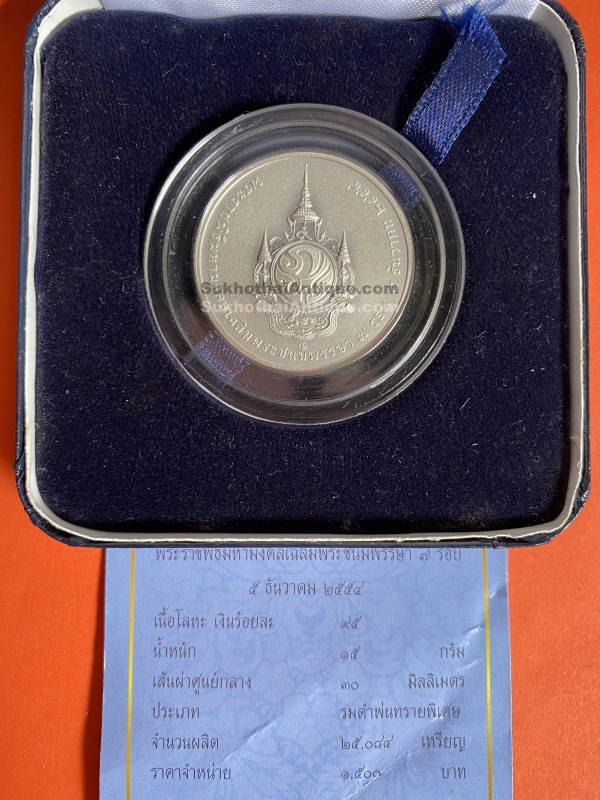 SukhothaiAntique.com
SukhothaiAntique.com
พระราชพิธีมหามงคลเฉลิมพระชนมพรรษา ๗ รอบ
๕ ธันวาคม ๒๕๕๔
เนื้อโลหะ เงินร้อยละ ๙๕
น้ำหนัก ๑๕ กรัม
เส้นผ่าศูนย์กลาง ๓๐ มิลลิเมตร
ประเภท รมดำพ่นทรายพิเศษ
จำนวนผลิต ๒๕,๐๘๔ เหรียญ
ราคาจำหน่าย บาท